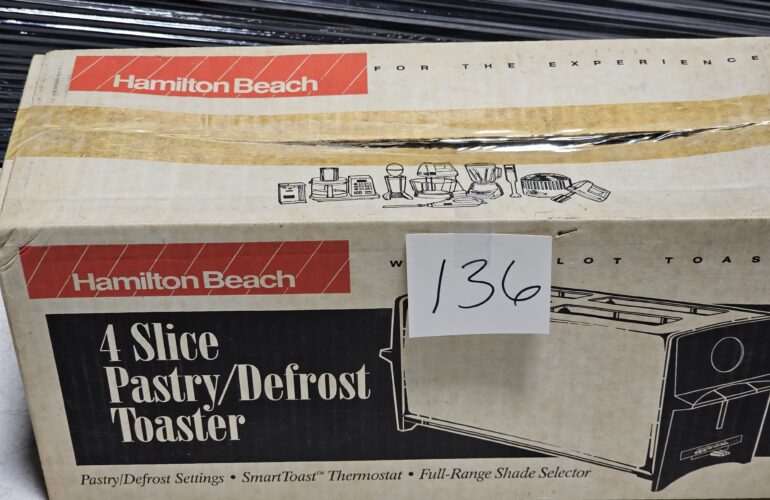 Hamilton Beach
FOR THE EXPERIENCE
Hamilton Beach
136
TOAS
4 Slice
Pastry/Defrost
Toaster
Pastry/Defrost Settings • SmartToast™ Thermostat • Full-Range Shade Selector